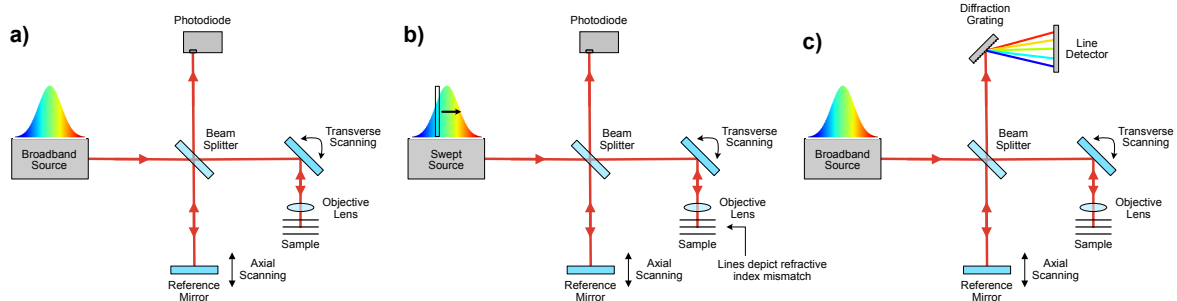 a)
Photodiode
Broadband
Source
Beam
Splitter
Transverse
Scanning
Objective
Lens
Sample
Axial
Scanning
Reference
Mirror
b)
Photodiode
Swept
Source
Beam
Splitter
Transverse
Scanning
Objective
Lens
Sample
Lines depict refractive
index mismatch
Axial
Scanning
Reference
Mirror
c)
Diffraction
Grating
Line
Detector
Broadband
Source
Beam
Splitter
Transverse
Scanning
Objective
Lens
Sample
Axial
Scanning
Reference
Mirror